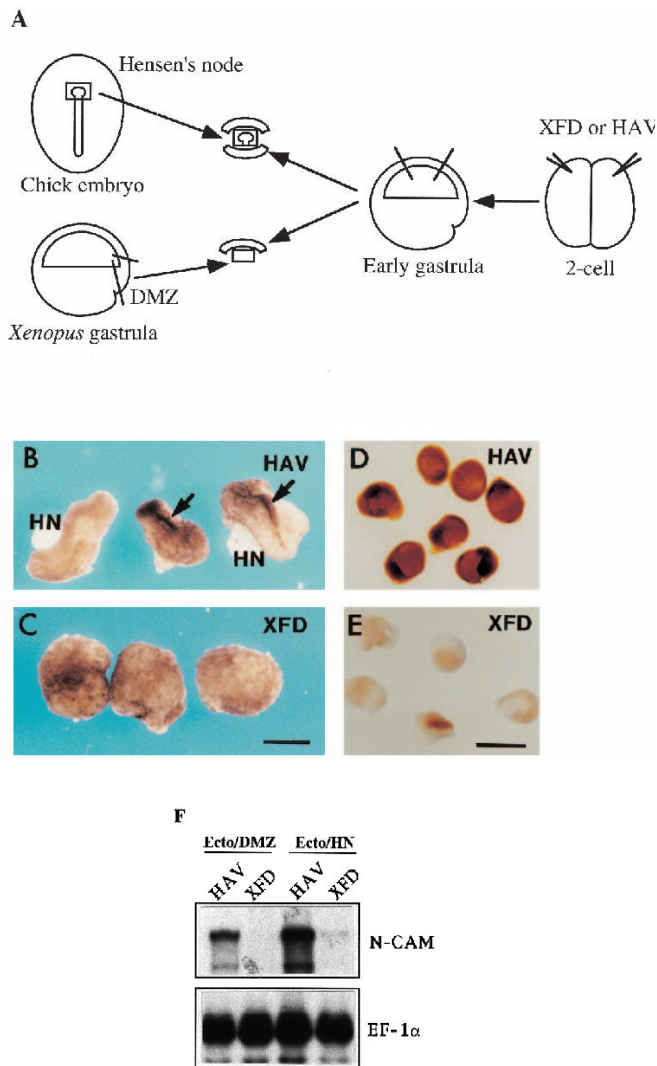 A
Hensen's node
Chick embryo
XFD or HAV
Early gastrula
2-cell
DMZ
Xenopus gastrula
B
HAV
HN
HN
D
HAV
C
XFD
E
XFD
F
Ecto/DMZ Ecto/HN
HAV XFD HAV XFD
N-CAM
EF-1α